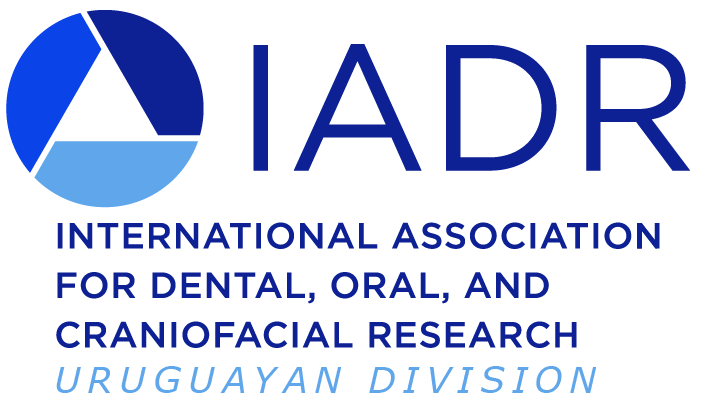 IADR
INTERNATIONAL ASSOCIATION
FOR DENTAL, ORAL, AND
CRANIOFACIAL RESEARCH
URUGUAYAN DIVISION